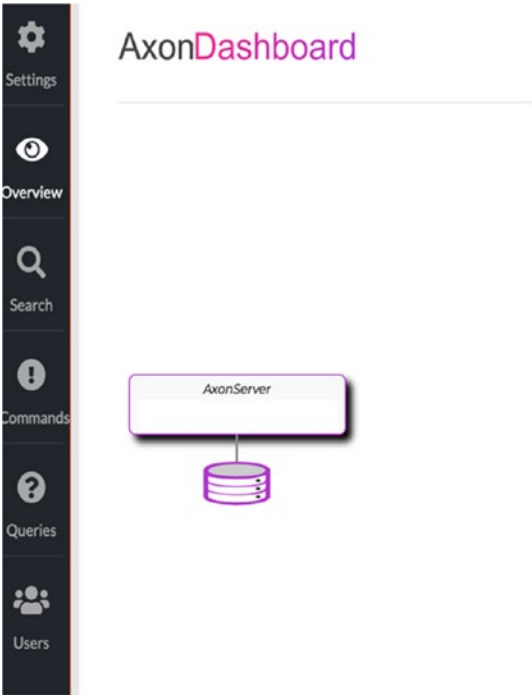 AxonDashboard
Settings
Overview
Search
Commands
Queries
Users
AxonServer